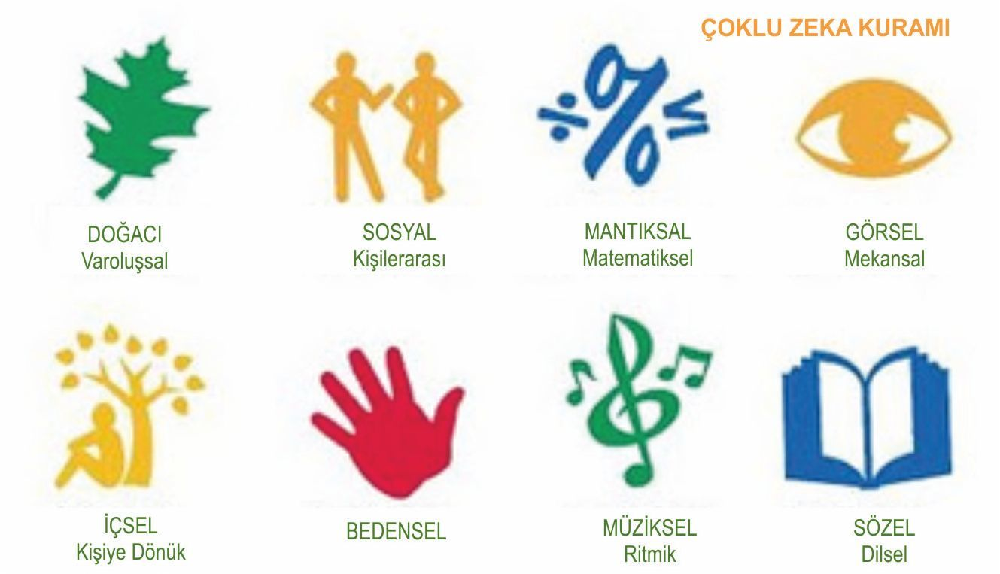 ÇOKLU ZEKA KURAMI
DOĞACI
Varoluşsal
SOSYAL
Kişilerarası
MANTIKSAL
Matematiksel
GÖRSEL
Mekansal
İÇSEL
Kişiye Dönük
BEDENSEL
MÜZİKSEL
Ritmik
SÖZEL
Dilsel